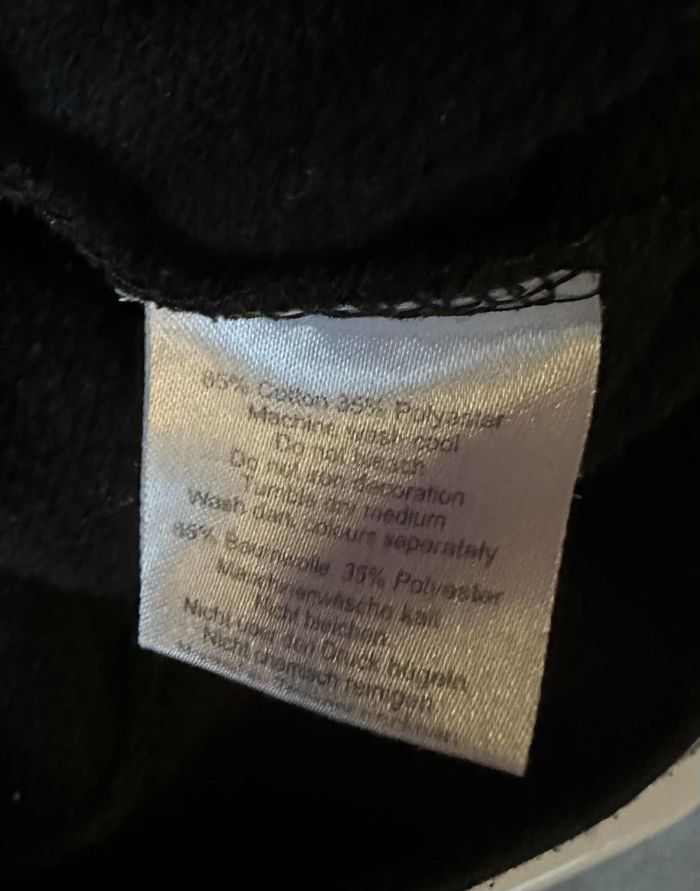 65% Cotton 35% Polyester
Machine wash cool
Do not bleach
Do not iron decoration
Tumble dry medium
Wash dark colours separately
65% Baumwolle 35% Polyester
Maschinenwäsche kalt
Nicht bleichen
Nicht über den Druck bügeln
Nicht chemisch reinigen